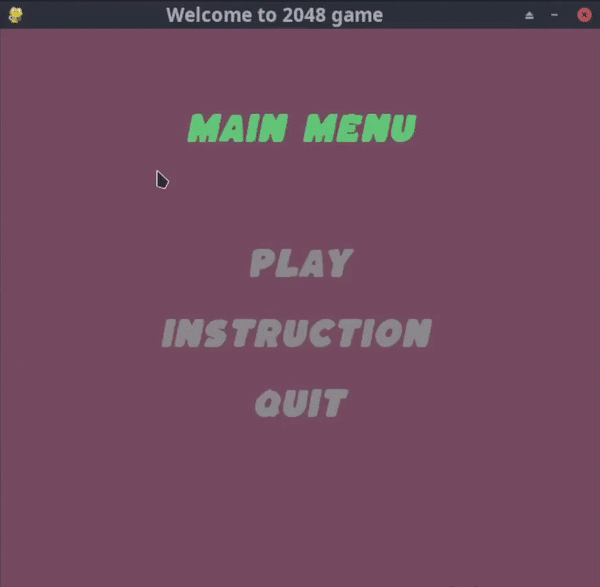 Welcome to 2048 game
MAIN MENU
PLAY
INSTRUCTION
QUIT